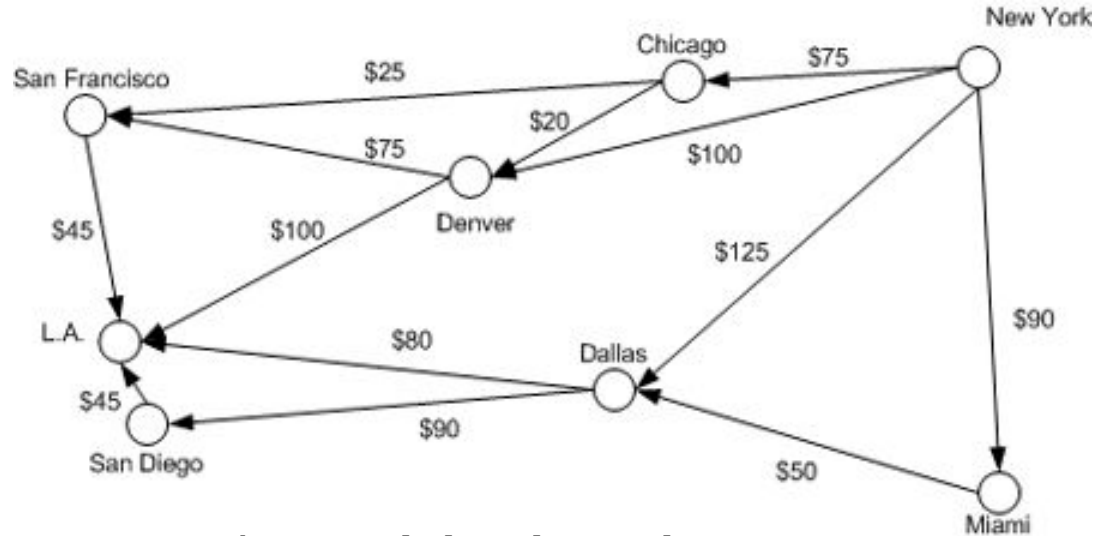 New York
Chicago
$75
San Francisco
$25
$20
$75
$100
Denver
$45
$100
$125
$90
L.A.
$80
Dallas
$45
$90
San Diego
$50
Miami